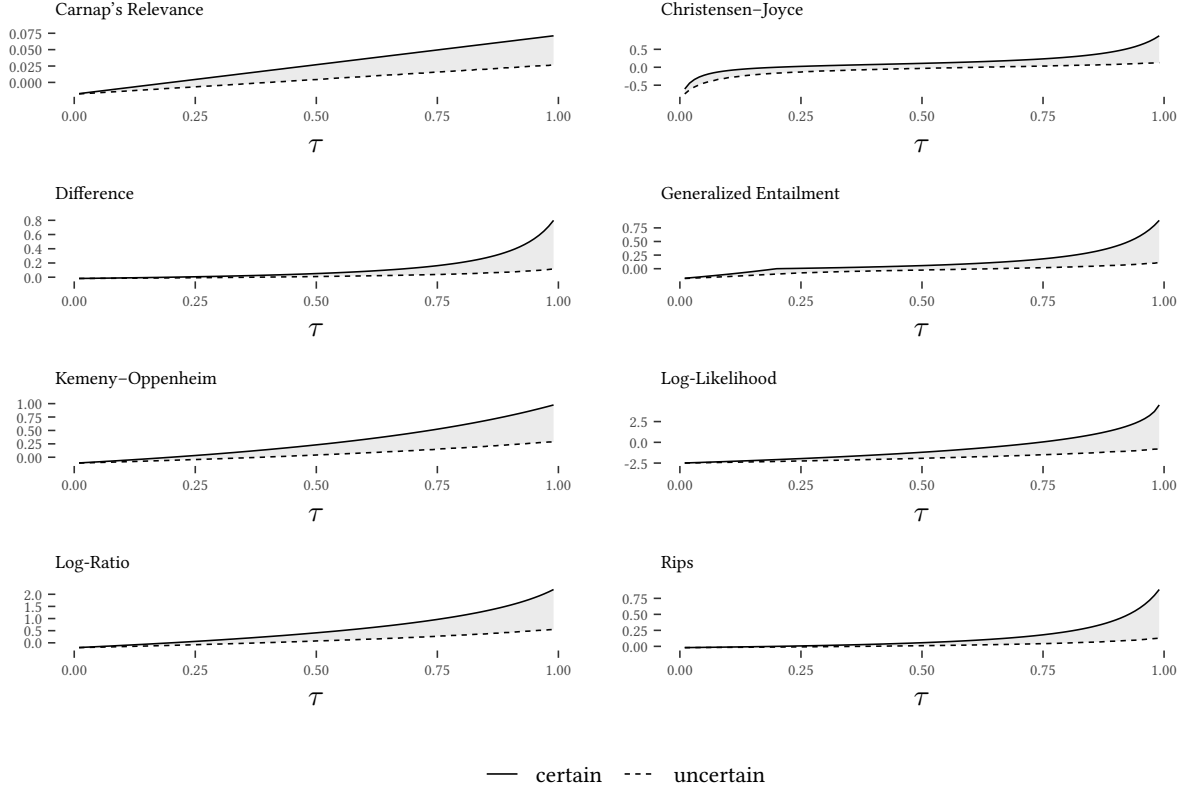 Carnap's Relevance
0.075
0.050
0.025
0.000
0.00 0.25 0.50 0.75 1.00
τ
Christensen–Joyce
0.5
0.0
-0.5
0.00 0.25 0.50 0.75 1.00
τ
Difference
0.8
0.6
0.4
0.2
0.0
0.00 0.25 0.50 0.75 1.00
τ
Generalized Entailment
0.75
0.50
0.25
0.00
0.00 0.25 0.50 0.75 1.00
τ
Kemeny–Oppenheim
1.00
0.75
0.50
0.25
0.00
0.00 0.25 0.50 0.75 1.00
τ
Log-Likelihood
2.5
0.0
-2.5
0.00 0.25 0.50 0.75 1.00
τ
Log-Ratio
2.0
1.5
1.0
0.5
0.0
0.00 0.25 0.50 0.75 1.00
τ
Rips
0.75
0.50
0.25
0.00
0.00 0.25 0.50 0.75 1.00
τ
certain uncertain